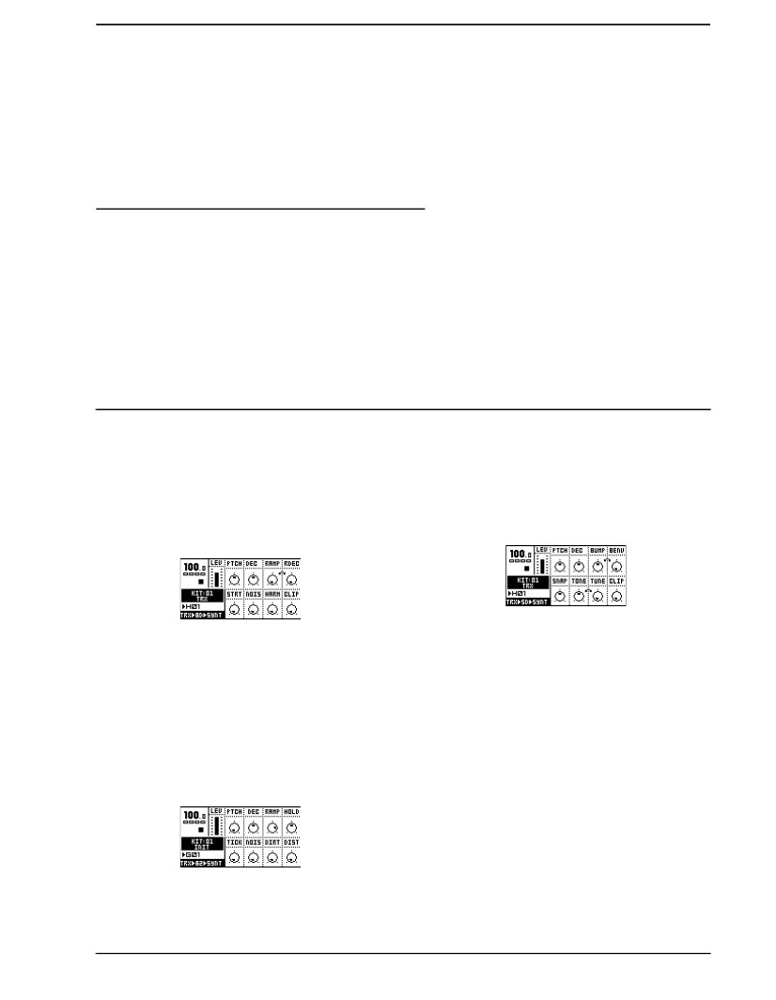 LEV PTCH DEC RAMP RDEC
100.0
STRT NOIS HARM CLIP
KIT:01
TRX
H01
TRX▶BD▶SYNT
LEV PTCH DEC BUMP BENV
100.0
SNAP TONE TUNE CLIP
KIT:01
TRX
H01
TRX▶SD▶SYNT
LEV PTCH DEC RAMP HOLD
100.0
TICK NOIS DIRT DIST
KIT:01
INIT
G01
TRX▶B2▶SYNT